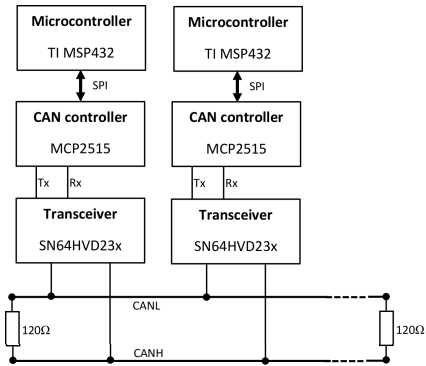 Microcontroller
TI MSP432
Microcontroller
TI MSP432
SPI
SPI
CAN controller
MCP2515
CAN controller
MCP2515
Tx
Rx
Tx
Rx
Transceiver
SN64HVD23x
Transceiver
SN64HVD23x
CANL
120Ω
120Ω
CANH